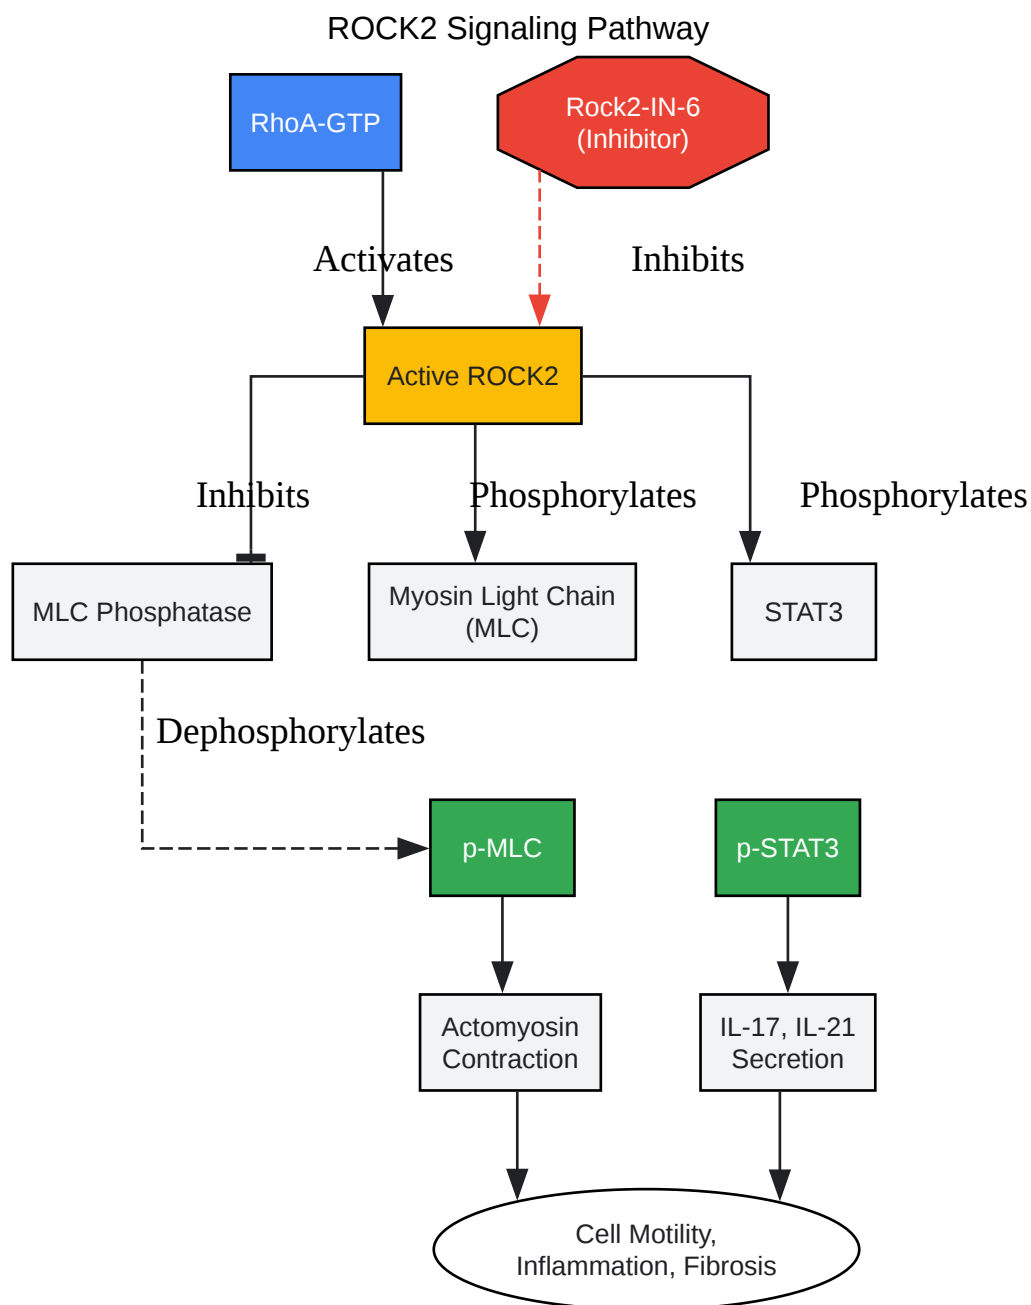 ROCK2 Signaling Pathway
RhoA-GTP
Rock2-IN-6
(Inhibitor)
Activates
Inhibits
Active ROCK2
Inhibits
Phosphorylates
Phosphorylates
MLC Phosphatase
Myosin Light Chain
(MLC)
STAT3
Dephosphorylates
p-MLC
p-STAT3
Actomyosin
Contraction
IL-17, IL-21
Secretion
Cell Motility,
Inflammation, Fibrosis